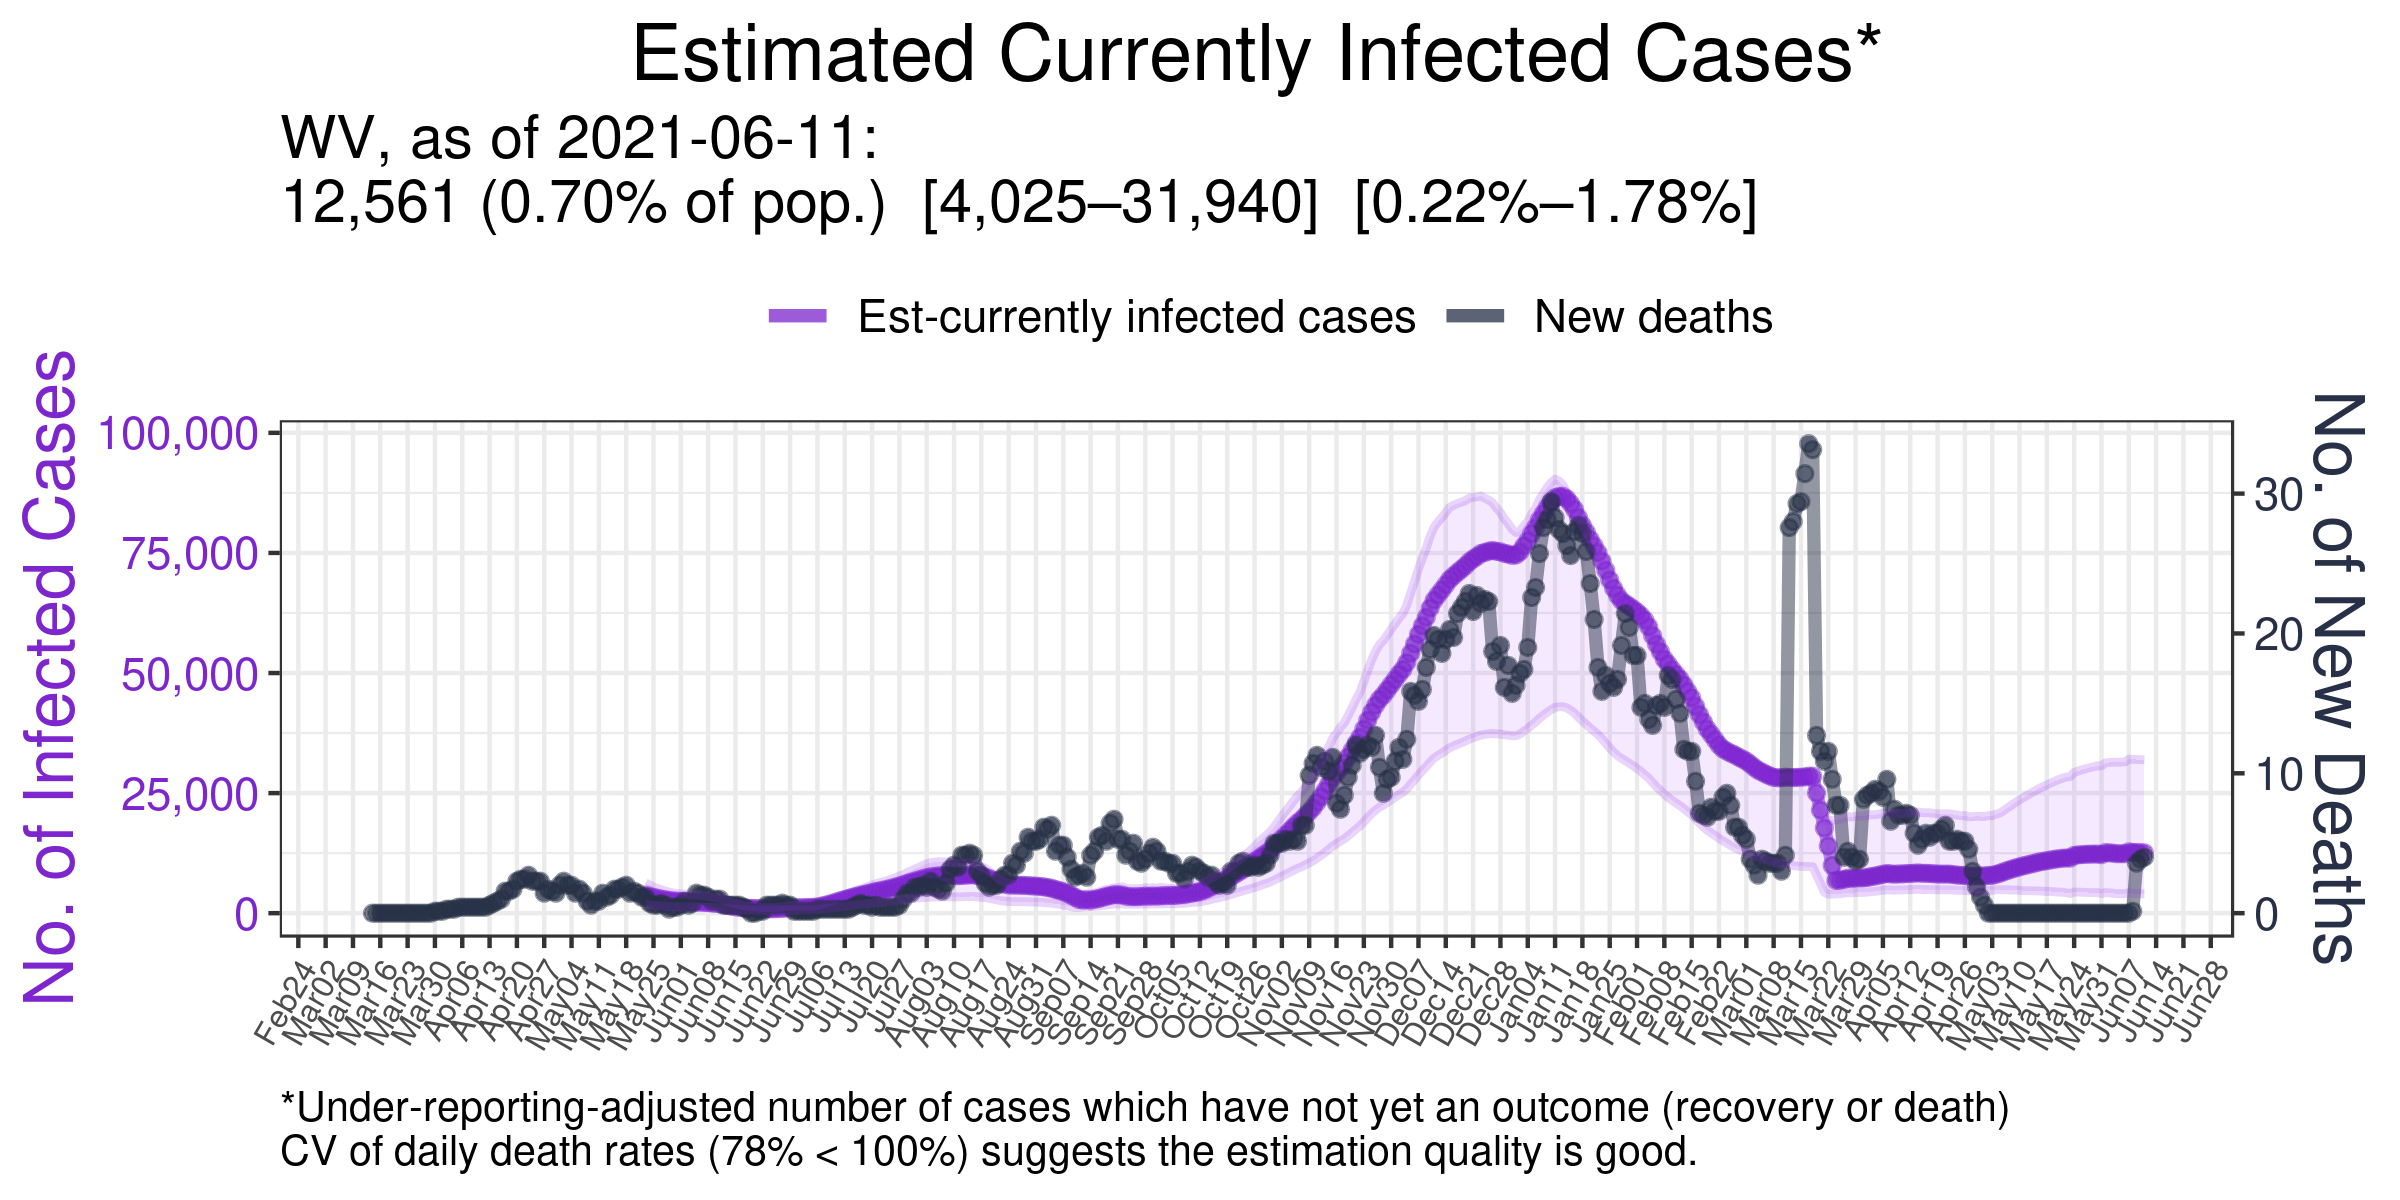 Estimated Currently Infected Cases*
WV, as of 2021-06-11:
12,561 (0.70% of pop.) [4,025–31,940] [0.22%–1.78%]
Est-currently infected cases New deaths
No. of Infected Cases
100,000
75,000
50,000
25,000
0
30
20
10
0
No. of New Deaths
Feb24
Mar02
Mar09
Mar16
Mar23
Mar30
Apr06
Apr13
Apr20
Apr27
May04
May11
May18
May25
Jun01
Jun08
Jun15
Jun22
Jun29
Jul06
Jul13
Jul20
Jul27
Aug03
Aug10
Aug17
Aug24
Aug31
Sep07
Sep14
Sep21
Sep28
Oct05
Oct12
Oct19
Oct26
Nov02
Nov09
Nov16
Nov23
Nov30
Dec07
Dec14
Dec21
Dec28
Jan04
Jan11
Jan18
Jan25
Feb01
Feb08
Feb15
Feb22
Mar01
Mar08
Mar15
Mar22
Mar29
Apr05
Apr12
Apr19
Apr26
May03
May10
May17
May24
May31
Jun07
Jun14
Jun21
Jun28
*Under-reporting-adjusted number of cases which have not yet an outcome (recovery or death)
CV of daily death rates (78% < 100%) suggests the estimation quality is good.